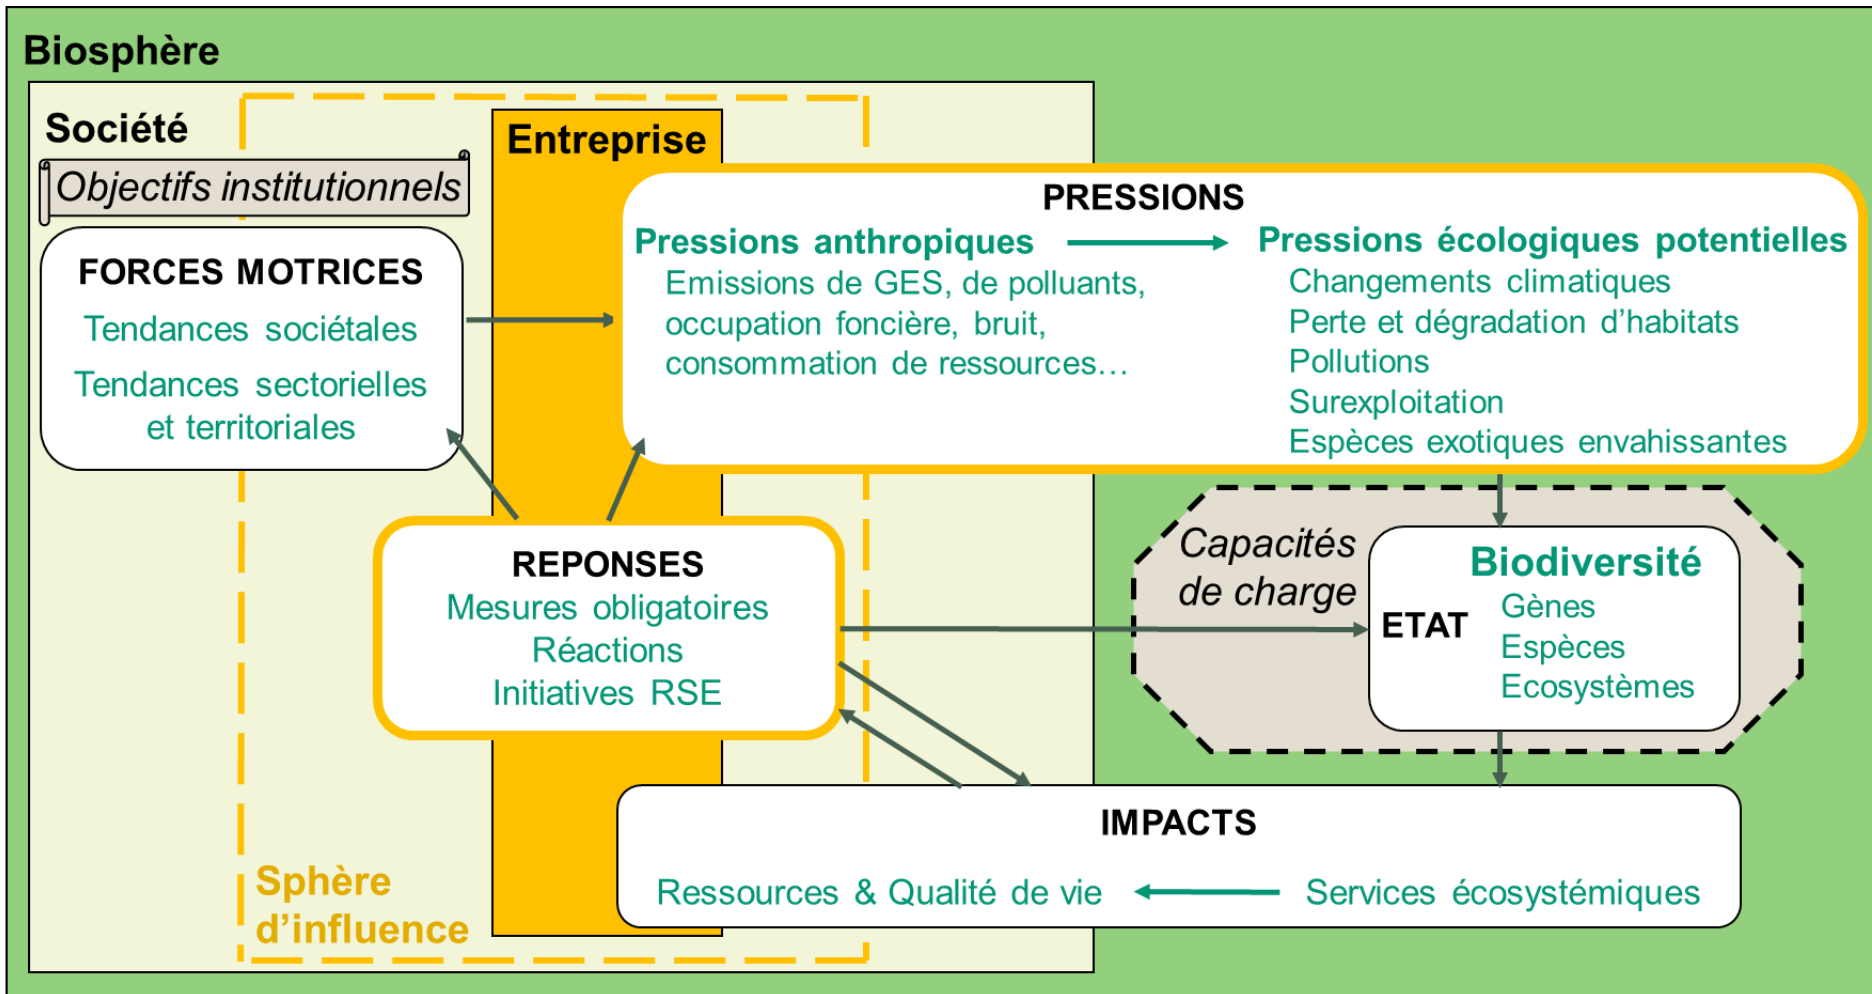 Biosphère
Société
Entreprise
Objectifs institutionnels
FORCES MOTRICES
Tendances sociétales
Tendances sectorielles
et territoriales
PRESSIONS
Pressions anthropiques
Emissions de GES, de polluants,
occupation foncière, bruit,
consommation de ressources…
Pressions écologiques potentielles
Changements climatiques
Perte et dégradation d’habitats
Pollutions
Surexploitation
Espèces exotiques envahissantes
REPONSES
Mesures obligatoires
Réactions
Initiatives RSE
Capacités
de charge
ETAT
Biodiversité
Gènes
Espèces
Ecosystèmes
IMPACTS
Ressources & Qualité de vie
Services écosystémiques
Sphère
d’influence